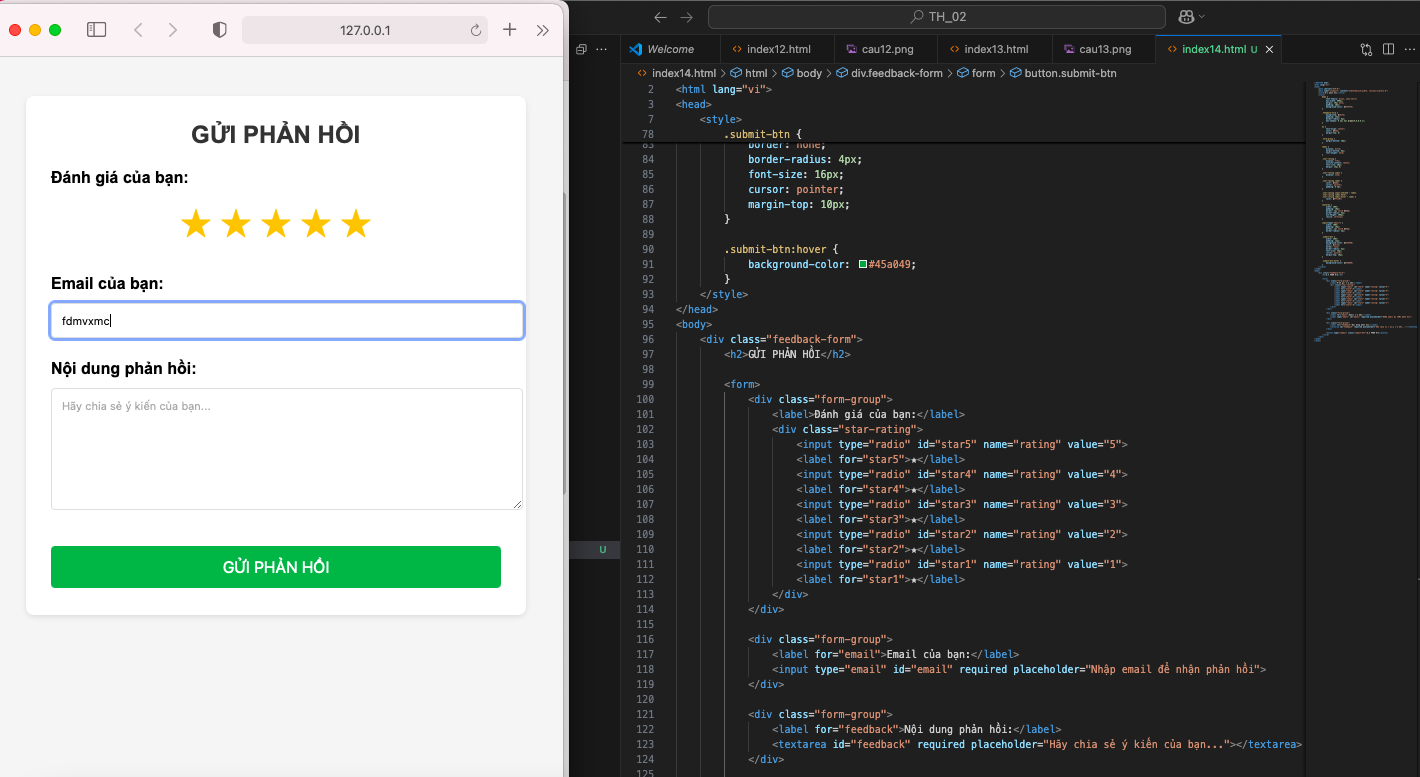 127.0.0.1
GỬI PHẢN HỒI
Đánh giá của bạn:
★ ★ ★ ★ ★
Email của bạn:
fdmvxmc
Nội dung phản hồi:
Hãy chia sẻ ý kiến của bạn...
GỬI PHẢN HỒI
TH_02
Welcome
index12.html
cau12.png
index13.html
cau13.png
index14.html U
index14.html > html > body > div.feedback-form > form > button.submit-btn
U
2 <html lang="vi">
3 <head>
7 <style>
78 .submit-btn {
83 border: none;
84 border-radius: 4px;
85 font-size: 16px;
86 cursor: pointer;
87 margin-top: 10px;
88 }
89
90 .submit-btn:hover {
91 background-color: #45a049;
92 }
93 </style>
94 </head>
95 <body>
96 <div class="feedback-form">
97 <h2>GỬI PHẢN HỒI</h2>
98
99 <form>
100 <div class="form-group">
101 <label>Đánh giá của bạn:</label>
102 <div class="star-rating">
103 <input type="radio" id="star5" name="rating" value="5">
104 <label for="star5">★</label>
105 <input type="radio" id="star4" name="rating" value="4">
106 <label for="star4">★</label>
107 <input type="radio" id="star3" name="rating" value="3">
108 <label for="star3">★</label>
109 <input type="radio" id="star2" name="rating" value="2">
110 <label for="star2">★</label>
111 <input type="radio" id="star1" name="rating" value="1">
112 <label for="star1">★</label>
113 </div>
114 </div>
115
116 <div class="form-group">
117 <label for="email">Email của bạn:</label>
118 <input type="email" id="email" required placeholder="Nhập email để nhận phản hồi">
119 </div>
120
121 <div class="form-group">
122 <label for="feedback">Nội dung phản hồi:</label>
123 <textarea id="feedback" required placeholder="Hãy chia sẻ ý kiến của bạn..."></textarea>
124 </div>
125